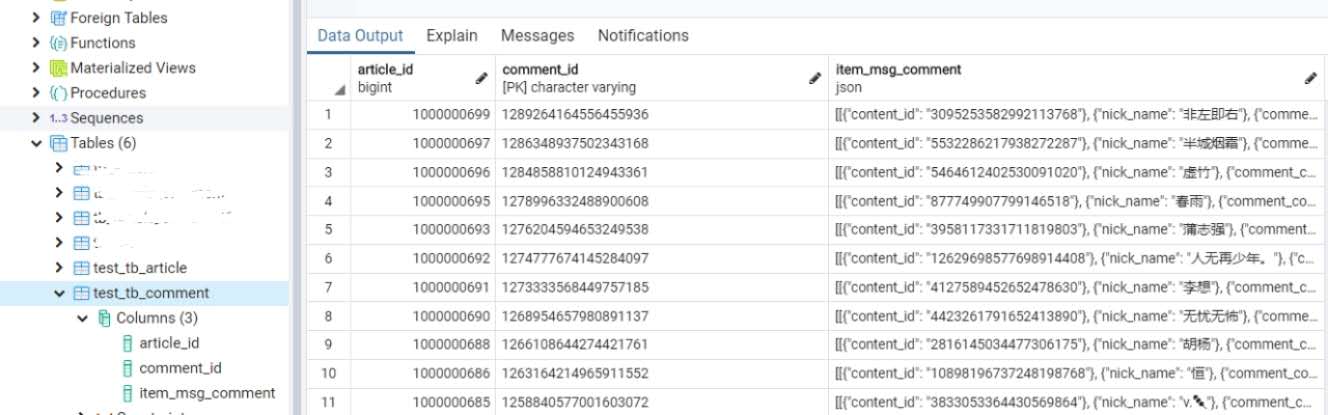 Foreign Tables
Functions
Materialized Views
Procedures
1..3 Sequences
Tables (6)
test_tb_article
test_tb_comment
Columns (3)
article_id
comment_id
item_msg_comment
Data Output Explain Messages Notifications
article_id comment_id item_msg_comment
bigint [PK] character varying json
1 1000000699 1289264164556455936 [[{"content_id": "3095253582992113768"}, {"nick_name": "非左即右"}, {"comme...
2 1000000697 1286348937502343168 [[{"content_id": "5532286217938272287"}, {"nick_name": "半城烟霜"}, {"comme...
3 1000000696 1284858810124943361 [[{"content_id": "5464612402530091020"}, {"nick_name": "虚竹"}, {"comment_c...
4 1000000695 1278996332488900608 [[{"content_id": "877749907799146518"}, {"nick_name": "春雨"}, {"comment_co...
5 1000000693 1276204594653249538 [[{"content_id": "3958117331711819803"}, {"nick_name": "蒲志强"}, {"comment...
6 1000000692 1274777674145284097 [[{"content_id": "12629698577698914408"}, {"nick_name": "人无再少年。"}, {"c...
7 1000000691 1273333568449757185 [[{"content_id": "4127589452652478630"}, {"nick_name": "李想"}, {"comment_c...
8 1000000690 1268954657980891137 [[{"content_id": "4423261791652413890"}, {"nick_name": "无忧无怖"}, {"comme...
9 1000000688 1266108644274421761 [[{"content_id": "2816145034477306175"}, {"nick_name": "胡杨"}, {"comment_c...
10 1000000686 1263164214965911552 [[{"content_id": "10898196737248198768"}, {"nick_name": "恒"}, {"comment_c...
11 1000000685 1258840577001603072 [[{"content_id": "3833053364430569864"}, {"nick_name": "v.✒"}, {"comment_c...